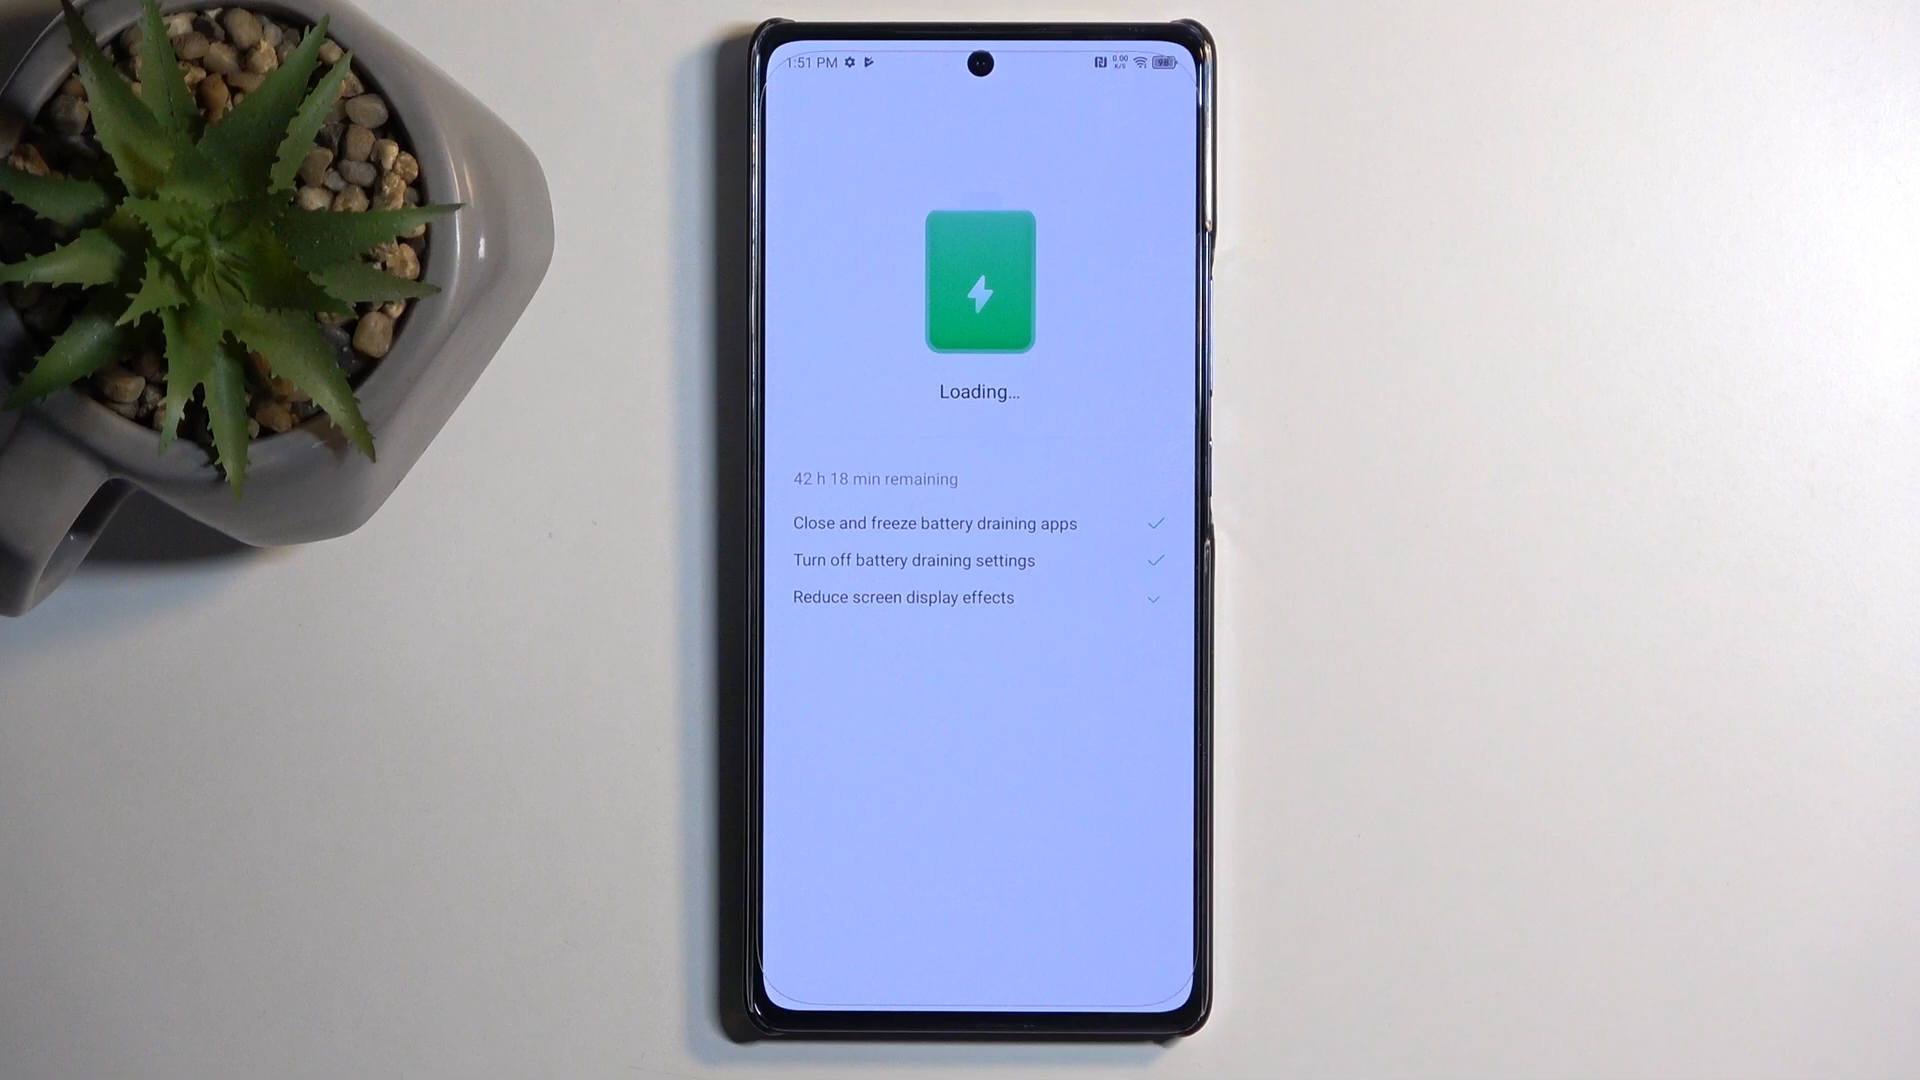 1:51 PM
0.00
K/S
98
Loading...
42 h 18 min remaining
Close and freeze battery draining apps
Turn off battery draining settings
Reduce screen display effects